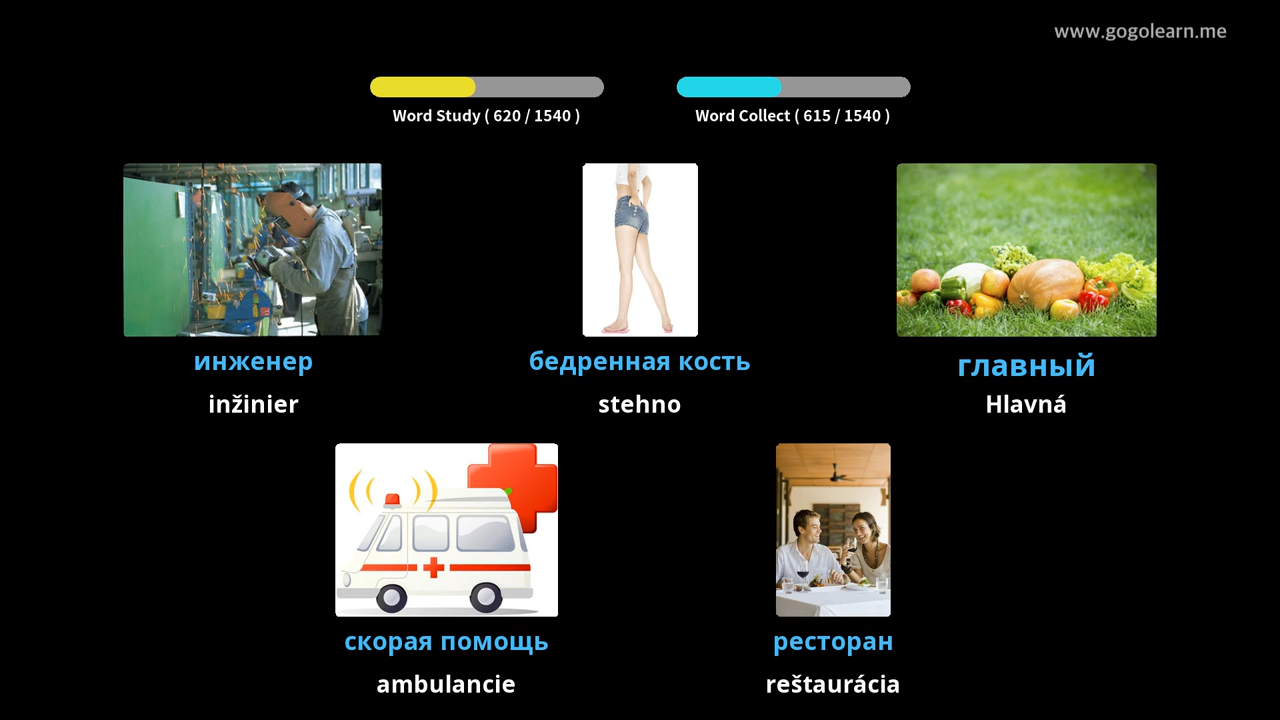 www.gogolearn.me
Word Study ( 620 / 1540 )
Word Collect ( 615 / 1540 )
инженер
inžinier
бедренная кость
stehno
главный
Hlavná
скорая помощь
ambulancie
ресторан
reštaurácia